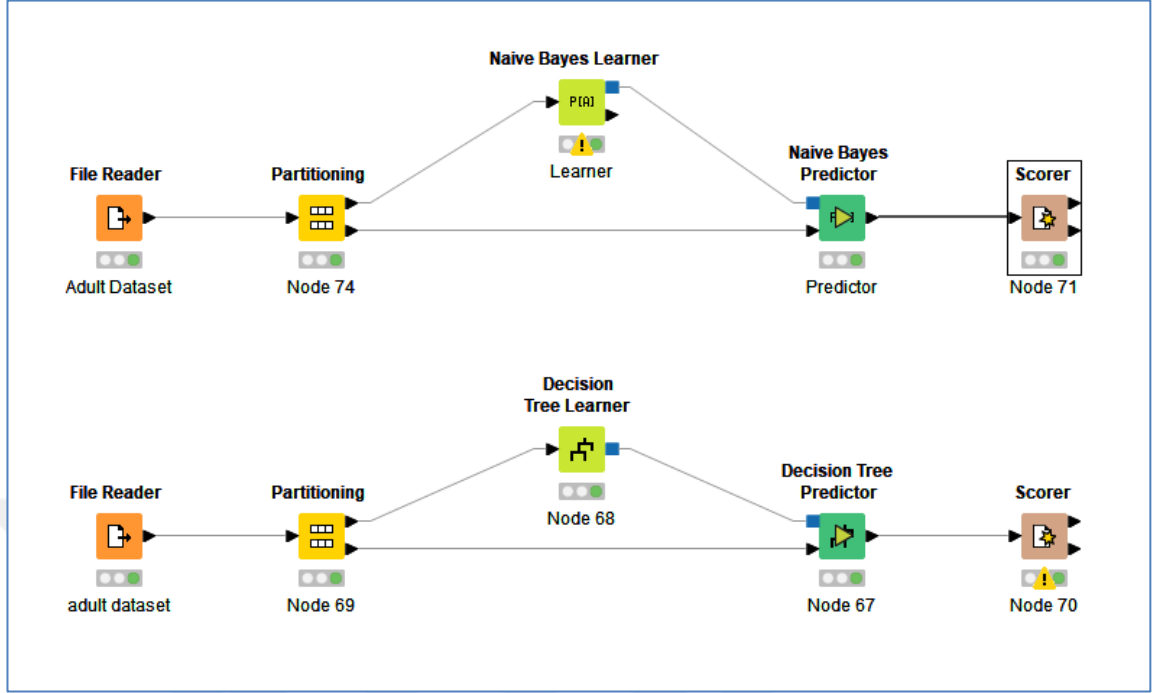 Naive Bayes Learner
P[A]
Learner
File Reader
Adult Dataset
Partitioning
Node 74
Naive Bayes
Predictor
Predictor
Scorer
Node 71
Decision
Tree Learner
Node 68
File Reader
adult dataset
Partitioning
Node 69
Decision Tree
Predictor
Node 67
Scorer
Node 70